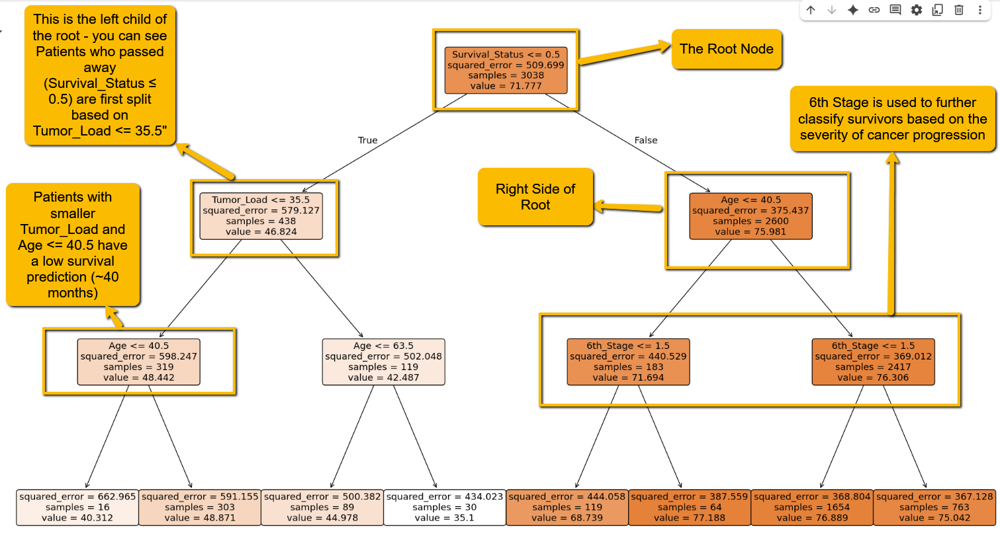 This is the left child of
the root - you can see
Patients who passed
away
(Survival_Status ≤
0.5) are first split
based on
Tumor_Load <= 35.5"
Survival_Status <= 0.5
squared_error = 509.699
samples = 3038
value = 71.777
The Root Node
6th Stage is used to further
classify survivors based on the
severity of cancer progression
True
False
Patients with
smaller
Tumor_Load and
Age <= 40.5 have
a low survival
prediction (~40
months)
Tumor_Load <= 35.5
squared_error = 579.127
samples = 438
value = 46.824
Right Side of
Root
Age <= 40.5
squared_error = 375.437
samples = 2600
value = 75.981
Age <= 40.5
squared_error = 598.247
samples = 319
value = 48.442
Age <= 63.5
squared_error = 502.048
samples = 119
value = 42.487
6th_Stage <= 1.5
squared_error = 440.529
samples = 183
value = 71.694
6th_Stage <= 1.5
squared_error = 369.012
samples = 2417
value = 76.306
squared_error = 662.965
samples = 16
value = 40.312
squared_error = 591.155
samples = 303
value = 48.871
squared_error = 500.382
samples = 89
value = 44.978
squared_error = 434.023
samples = 30
value = 35.1
squared_error = 444.058
samples = 119
value = 68.739
squared_error = 387.559
samples = 64
value = 77.188
squared_error = 368.804
samples = 1654
value = 76.889
squared_error = 367.128
samples = 763
value = 75.042